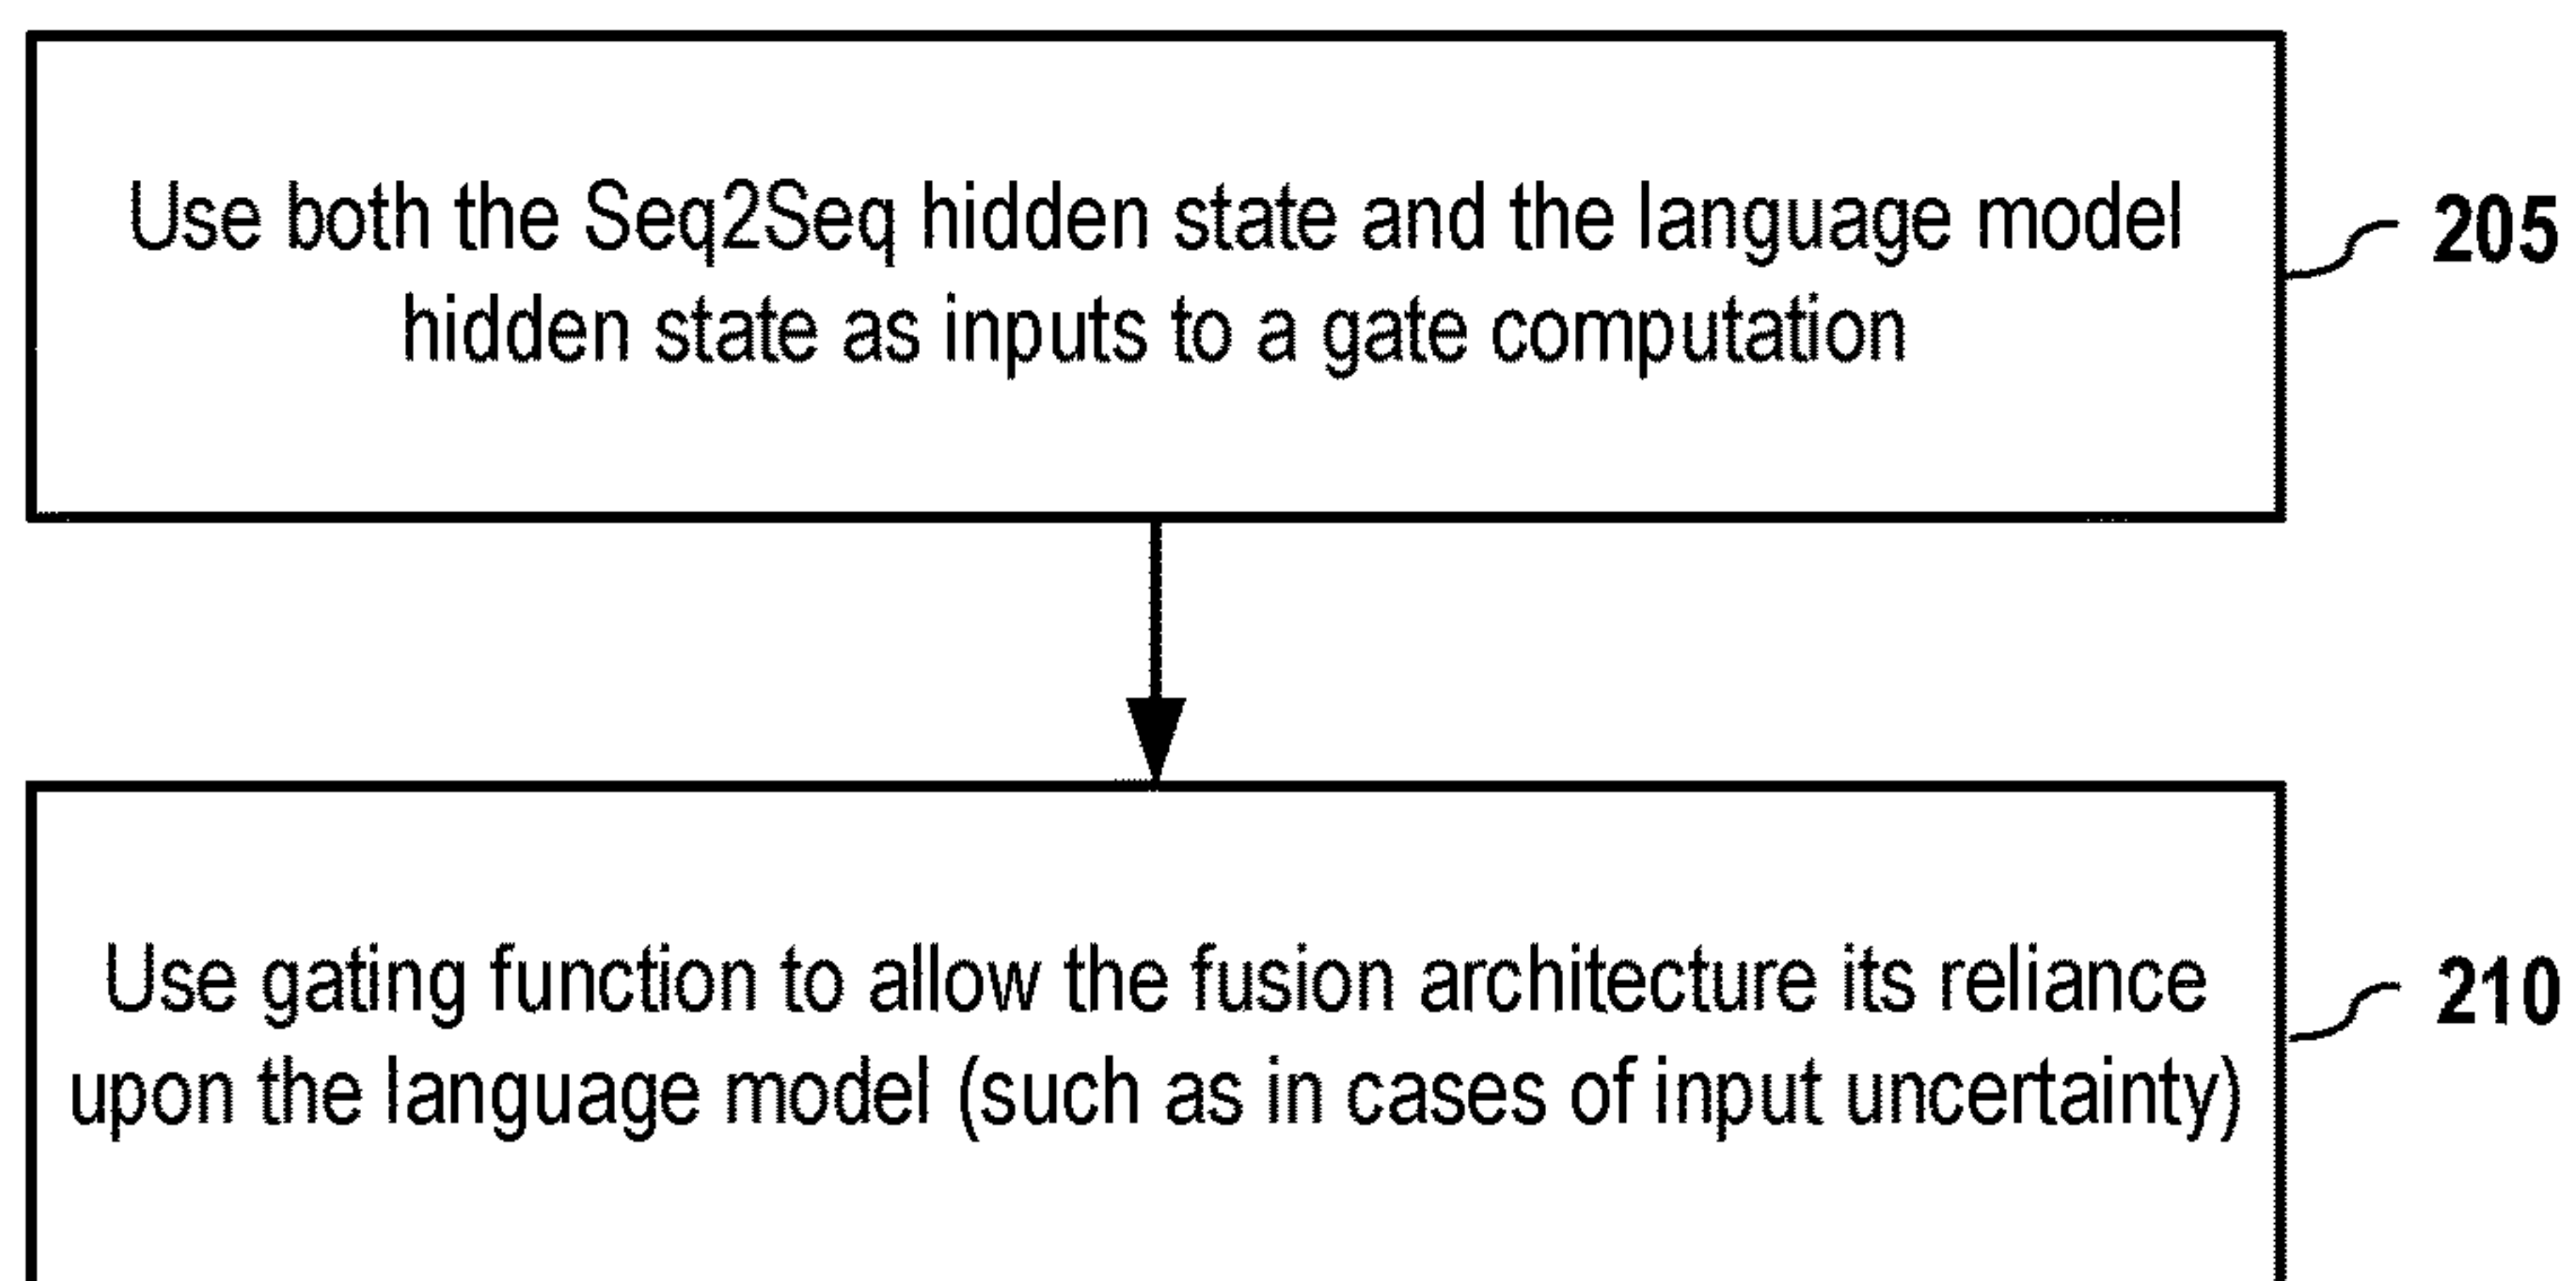 Use both the Seq2Seq hidden state and the language model
hidden state as inputs to a gate computation
205
Use gating function to allow the fusion architecture its reliance
upon the language model (such as in cases of input uncertainty)
210